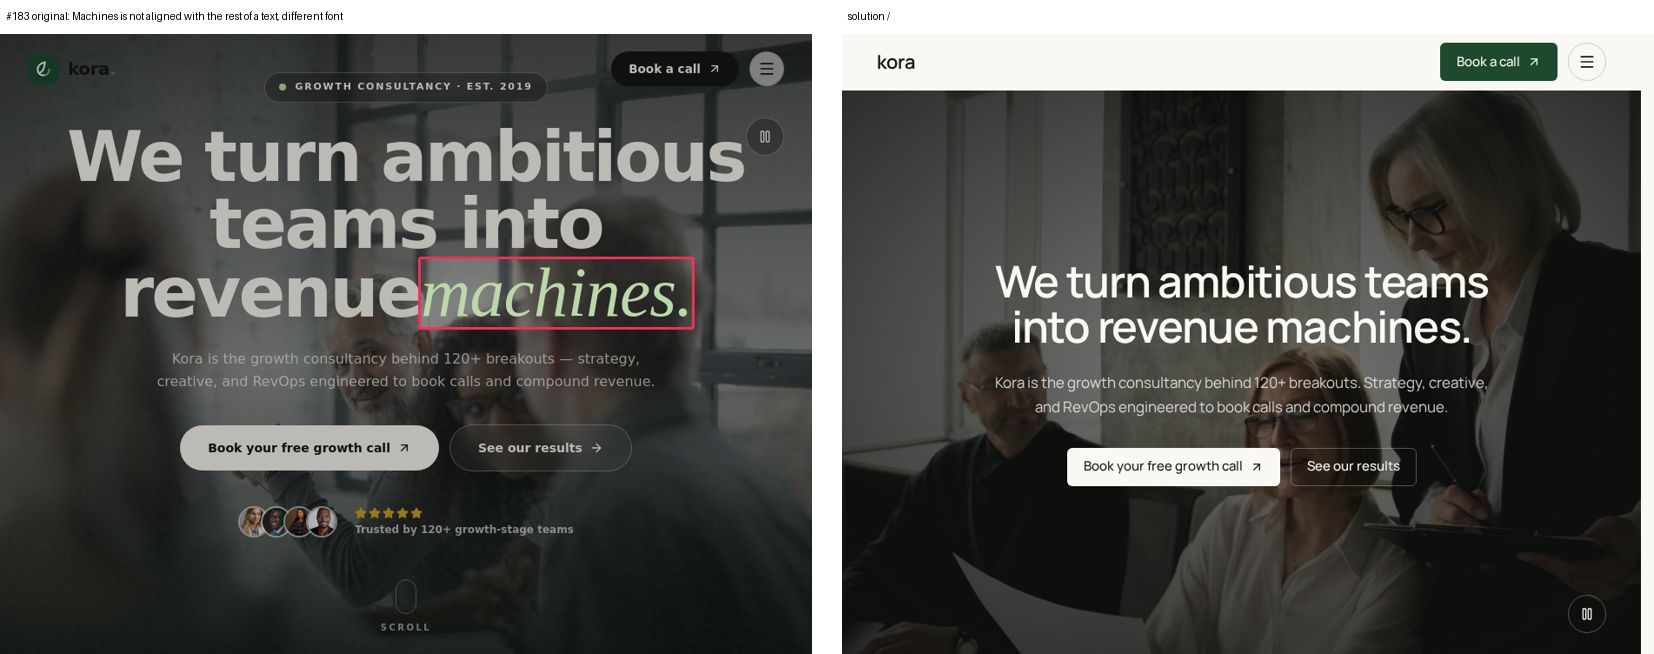 #183 original: Machines is not aligned with the rest of a text, different font
kora.
Book a call
GROWTH CONSULTANCY · EST. 2019
We turn ambitious
teams into
revenue machines.
Kora is the growth consultancy behind 120+ breakouts — strategy,
creative, and RevOps engineered to book calls and compound revenue.
Book your free growth call
See our results
Trusted by 120+ growth-stage teams
SCROLL
solution /
kora
Book a call
We turn ambitious teams
into revenue machines.
Kora is the growth consultancy behind 120+ breakouts. Strategy, creative,
and RevOps engineered to book calls and compound revenue.
Book your free growth call
See our results